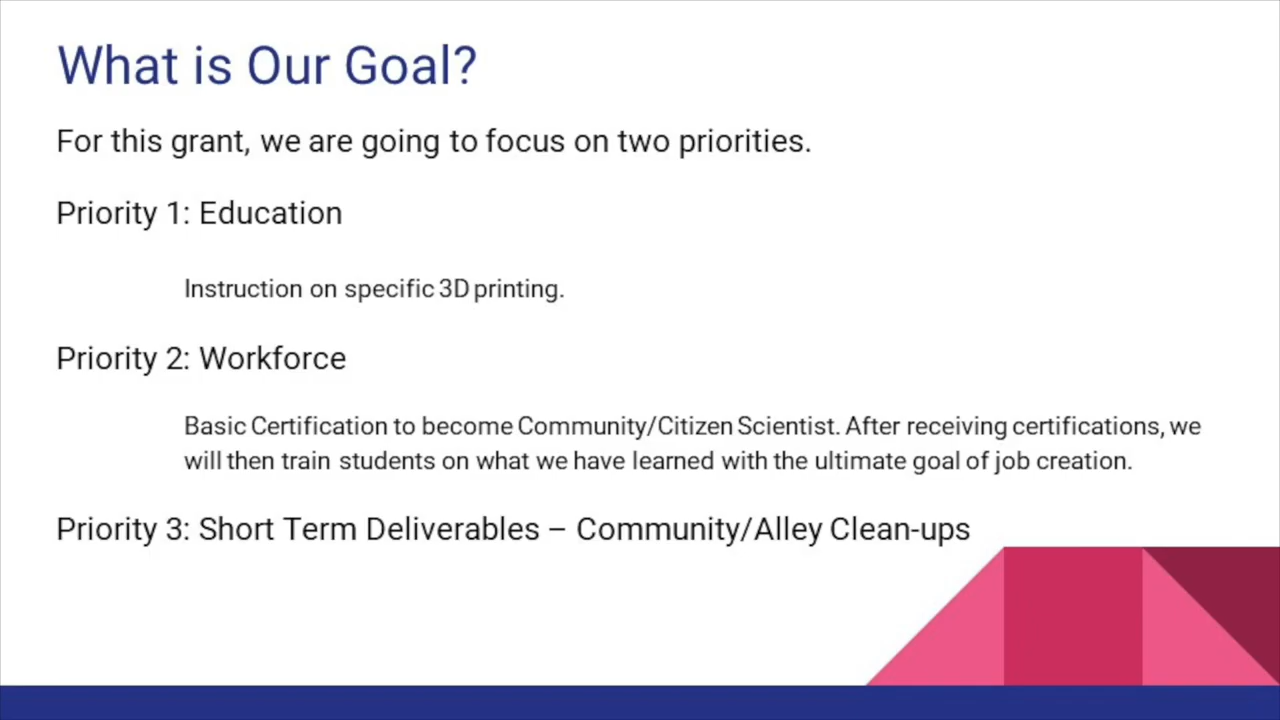 What is Our Goal?
For this grant, we are going to focus on two priorities.
Priority 1: Education
Instruction on specific 3D printing.
Priority 2: Workforce
Basic Certification to become Community/Citizen Scientist. After receiving certifications, we
will then train students on what we have learned with the ultimate goal of job creation.
Priority 3: Short Term Deliverables – Community/Alley Clean-ups